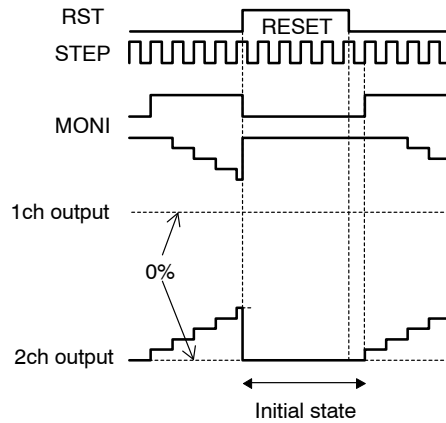 RST
RESET
STEP
MONI
1ch output
0%
2ch output
Initial state